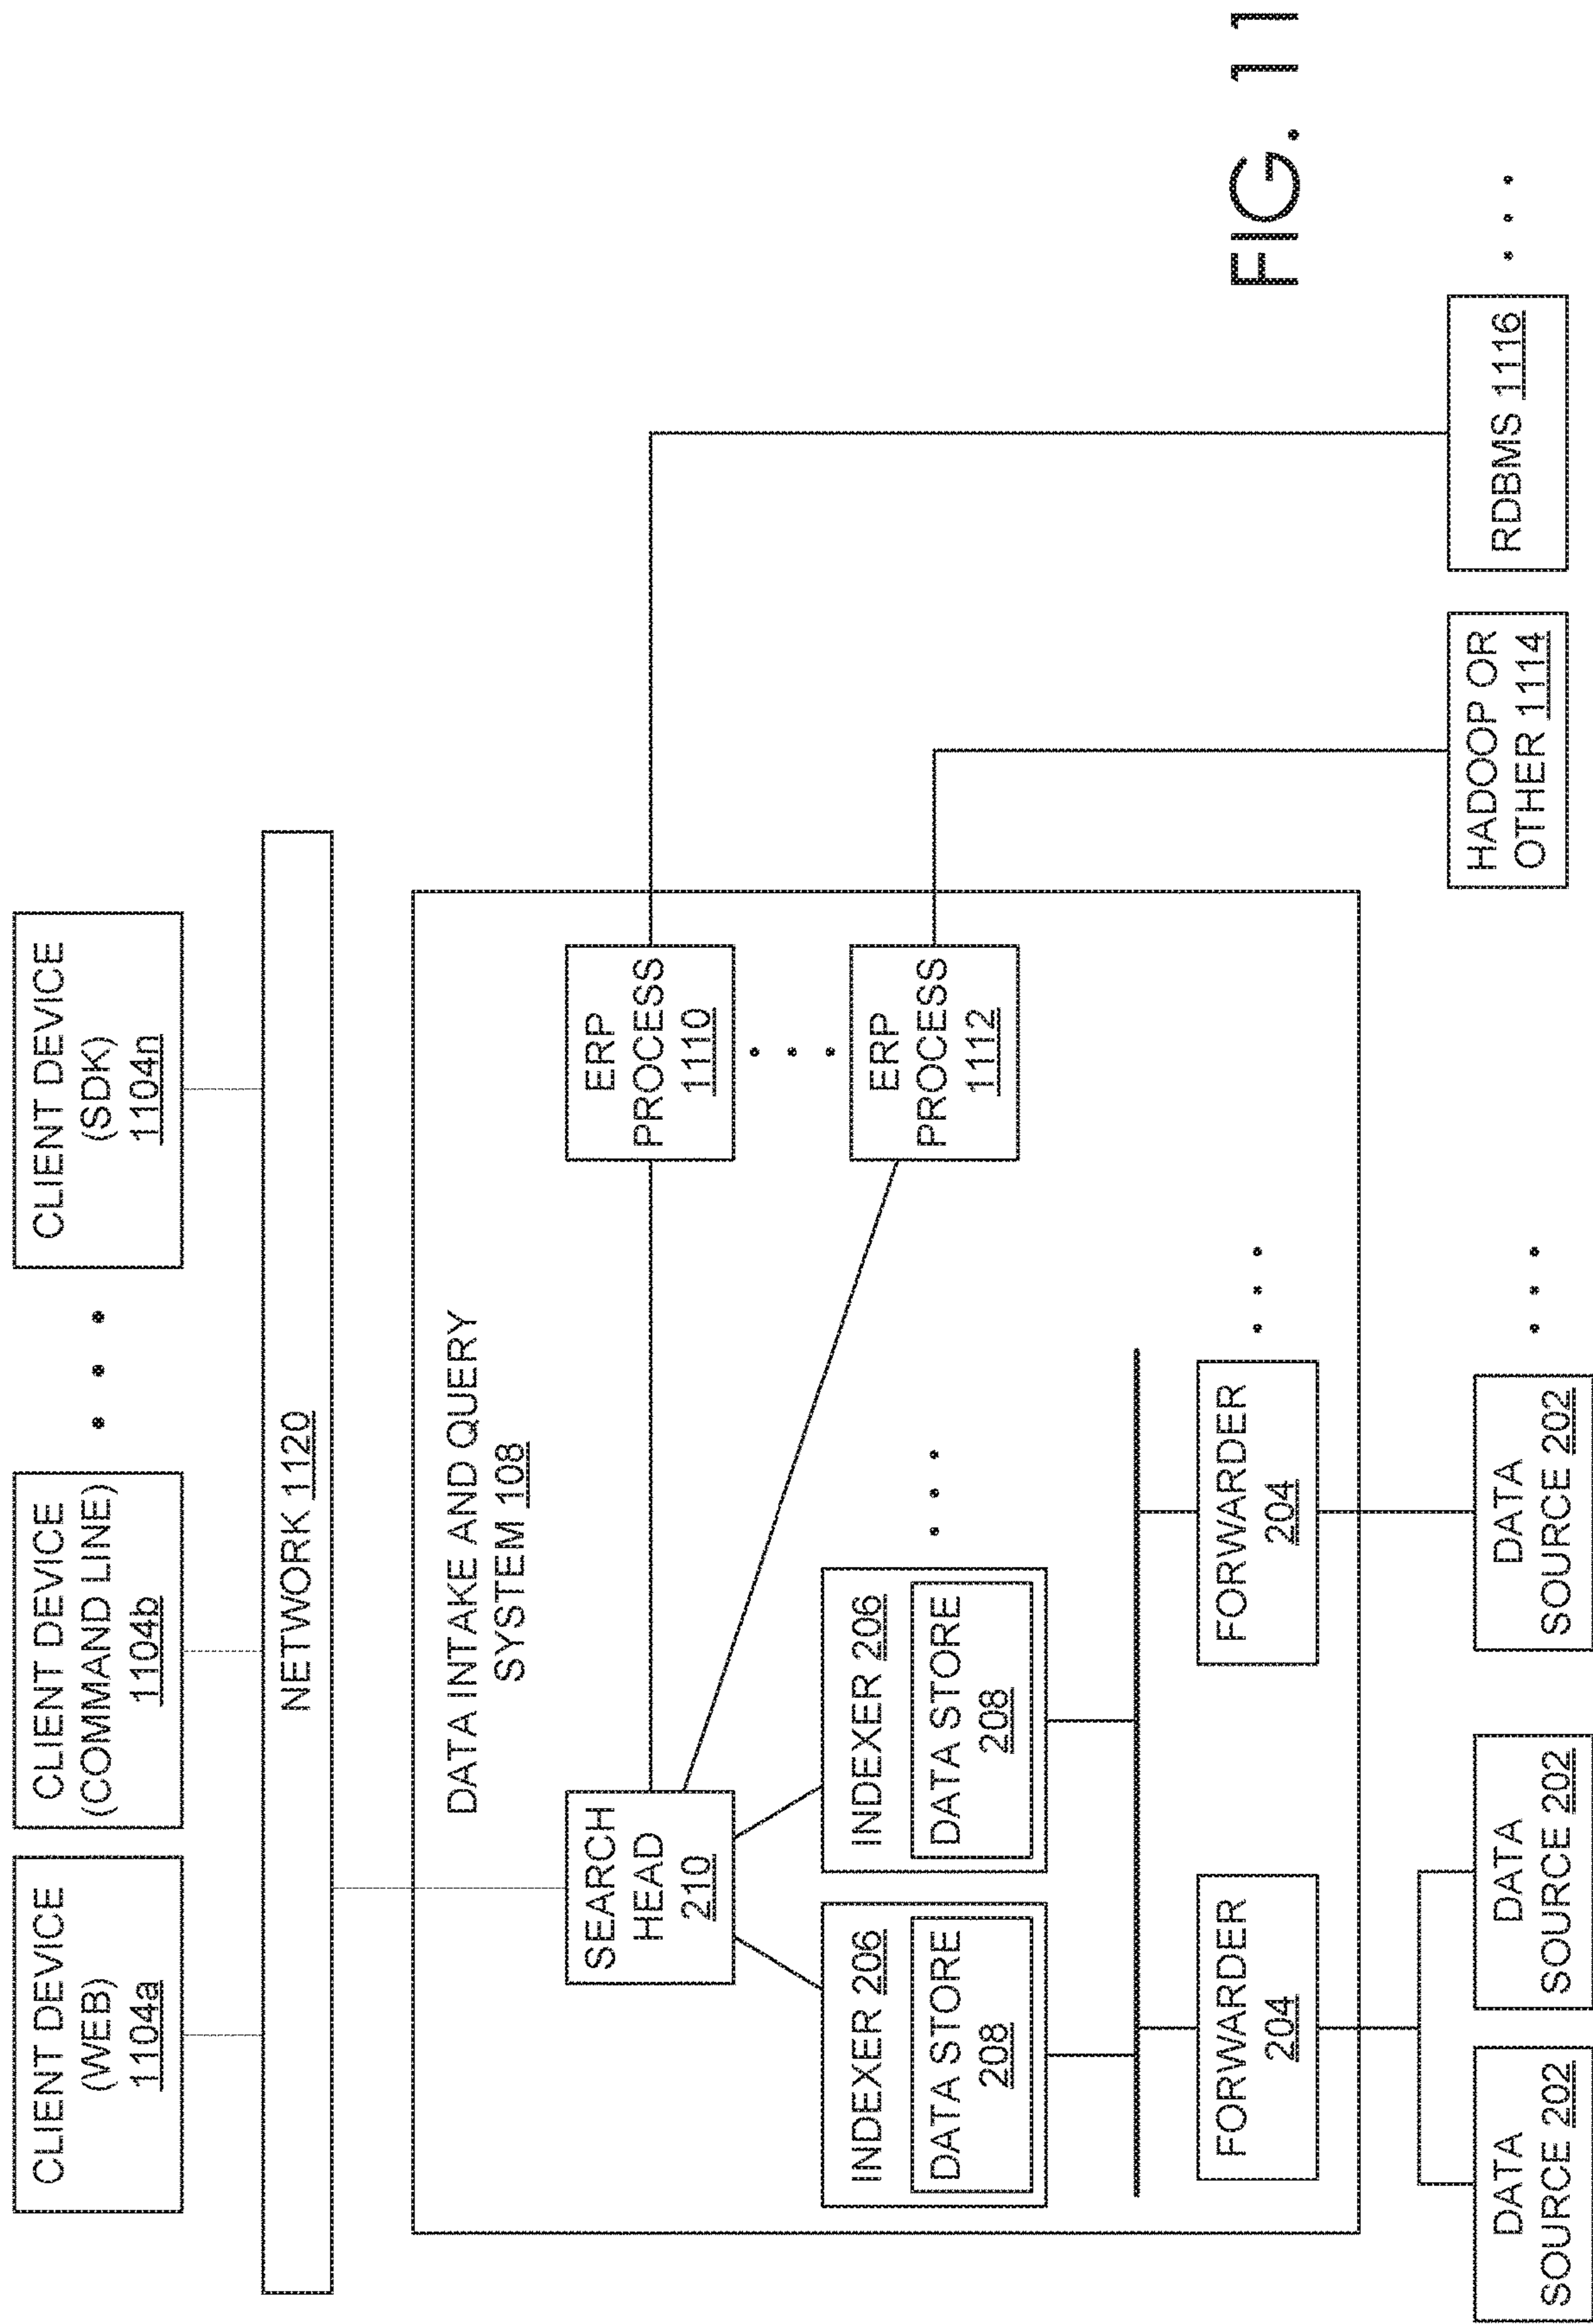 CLIENT DEVICE
(WEB)
1104a
CLIENT DEVICE
(COMMAND LINE)
1104b
CLIENT DEVICE
(SDK)
1104n
NETWORK 1120
DATA INTAKE AND QUERY
SYSTEM 108
SEARCH
HEAD
210
ERP
PROCESS
1110
INDEXER 206
DATA STORE
208
INDEXER 206
DATA STORE
208
ERP
PROCESS
1112
FORWARDER
204
FORWARDER
204
DATA
SOURCE 202
DATA
SOURCE 202
DATA
SOURCE 202
HADOOP OR
OTHER 1114
RDBMS 1116
FIG. 11